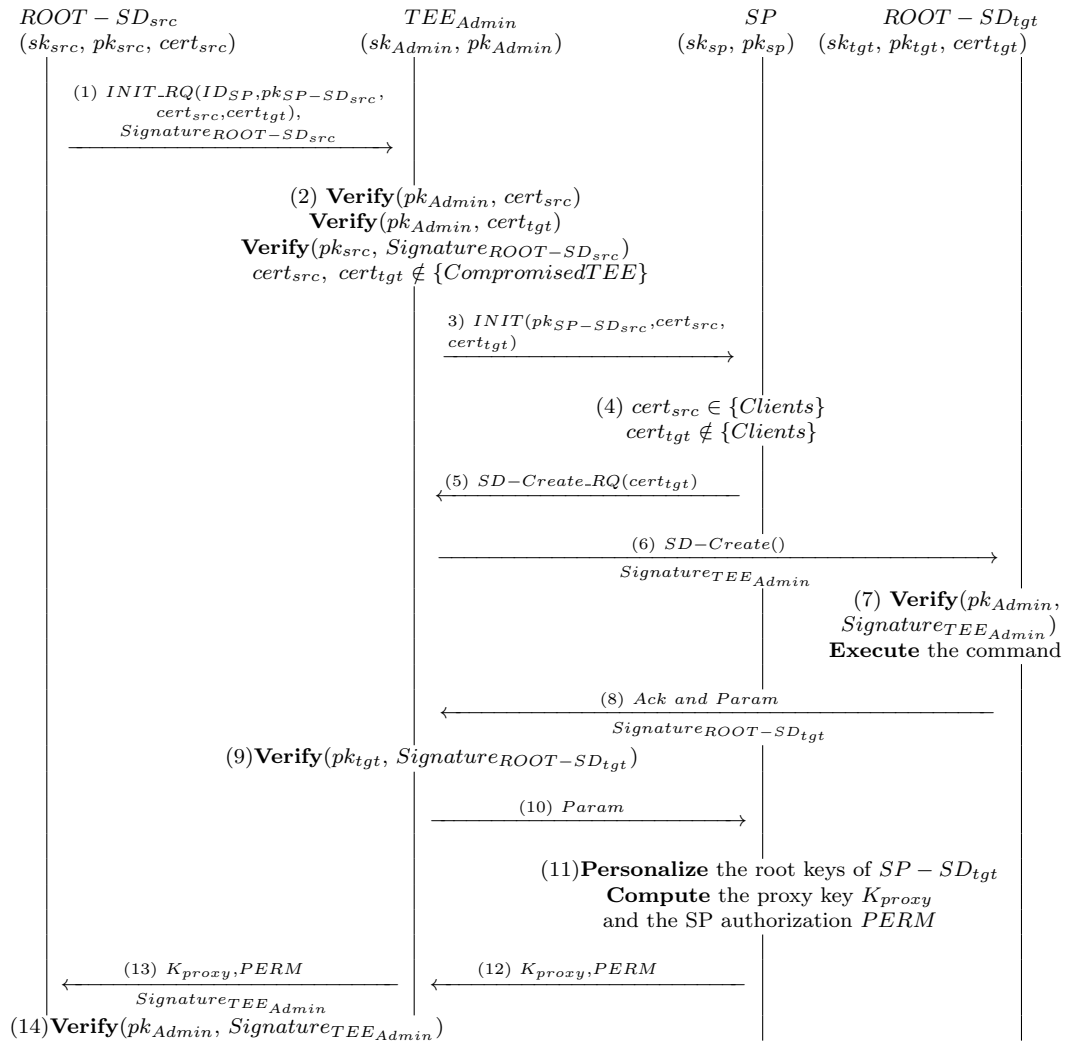 ROOT − SD_src TEE_Admin SP ROOT − SD_tgt
(sk_src, pk_src, cert_src) (sk_Admin, pk_Admin) (sk_sp, pk_sp) (sk_tgt, pk_tgt, cert_tgt)
(1) INIT_RQ(ID_SP,pk_SP−SD_src,
cert_src,cert_tgt),
Signature_ROOT−SD_src
(2) Verify(pk_Admin, cert_src)
Verify(pk_Admin, cert_tgt)
Verify(pk_src, Signature_ROOT−SD_src)
cert_src, cert_tgt ∉ {CompromisedTEE}
3) INIT(pk_SP−SD_src,cert_src,
cert_tgt)
(4) cert_src ∈ {Clients}
cert_tgt ∉ {Clients}
(5) SD−Create_RQ(cert_tgt)
(6) SD−Create()
Signature_TEE_Admin
(7) Verify(pk_Admin,
Signature_TEE_Admin)
Execute the command
(8) Ack and Param
Signature_ROOT−SD_tgt
(9)Verify(pk_tgt, Signature_ROOT−SD_tgt)
(10) Param
(11)Personalize the root keys of SP − SD_tgt
Compute the proxy key K_proxy
and the SP authorization PERM
(13) K_proxy,PERM (12) K_proxy,PERM
Signature_TEE_Admin
(14)Verify(pk_Admin, Signature_TEE_Admin)